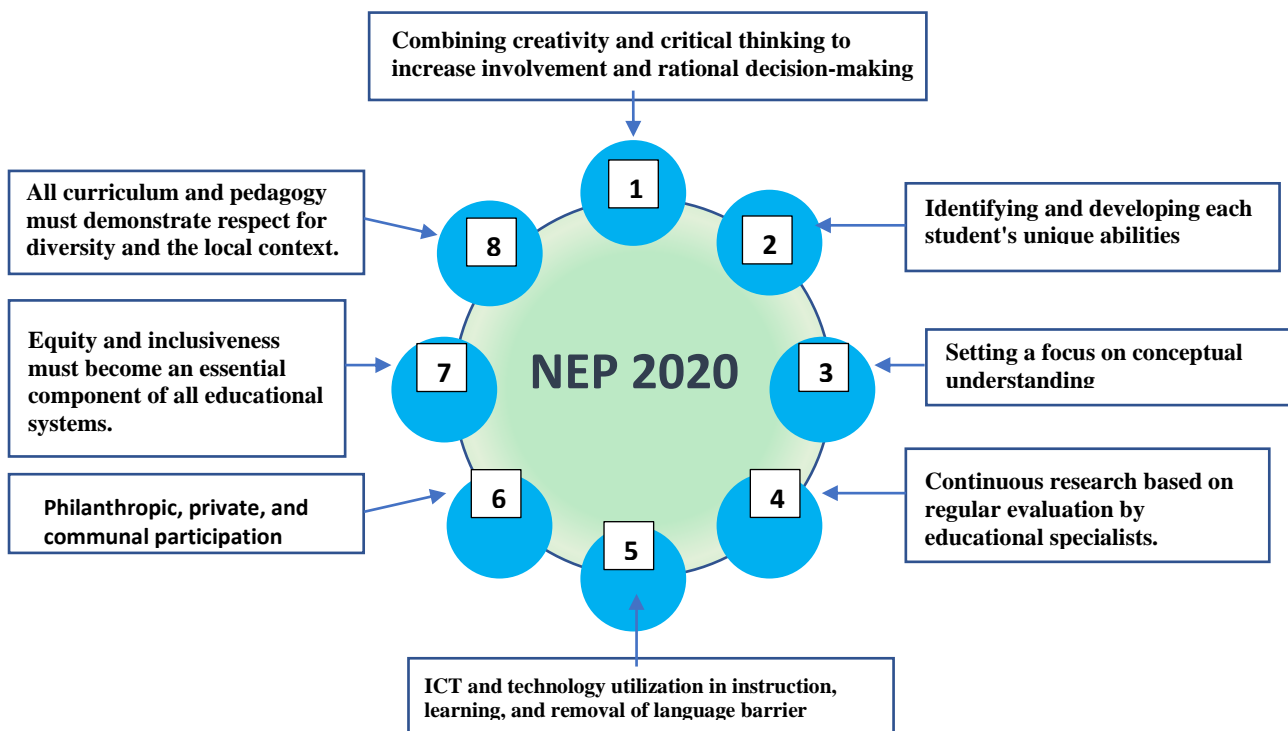 Combining creativity and critical thinking to
increase involvement and rational decision-making
1
2
Identifying and developing each
student's unique abilities
3
Setting a focus on conceptual
understanding
4
Continuous research based on
regular evaluation by
educational specialists.
5
ICT and technology utilization in instruction,
learning, and removal of language barrier
6
Philanthropic, private, and
communal participation
7
Equity and inclusiveness
must become an essential
component of all educational
systems.
8
All curriculum and pedagogy
must demonstrate respect for
diversity and the local context.
NEP 2020